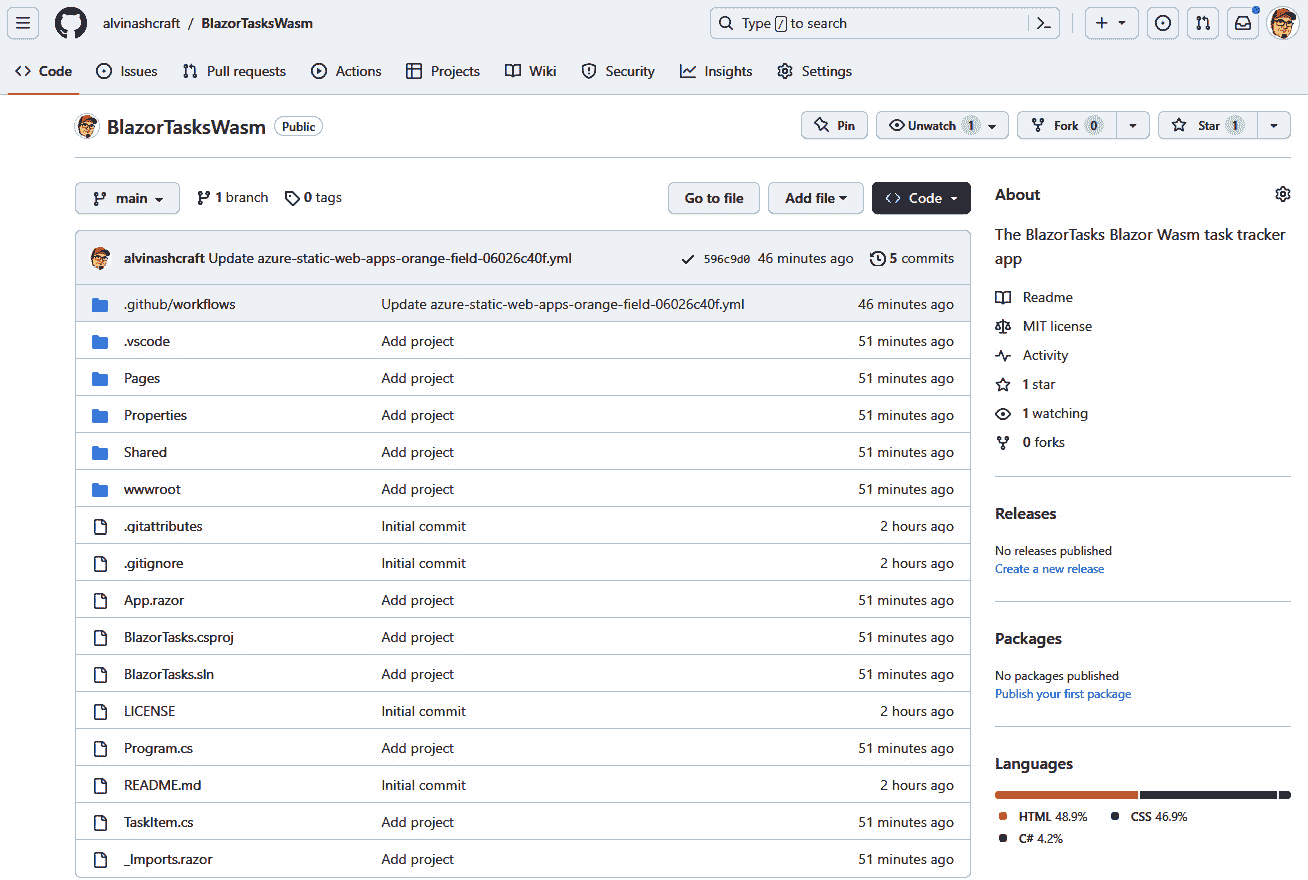 alvinashcraft / BlazorTasksWasm Type / to search
Code Issues Pull requests Actions Projects Wiki Security Insights Settings
BlazorTasksWasm Public Pin Unwatch 1 Fork 0 Star 1
main 1 branch 0 tags Go to file Add file Code
alvinashcraft Update azure-static-web-apps-orange-field-06026c40f.yml 596c9d0 46 minutes ago 5 commits
.github/workflows Update azure-static-web-apps-orange-field-06026c40f.yml 46 minutes ago
.vscode Add project 51 minutes ago
Pages Add project 51 minutes ago
Properties Add project 51 minutes ago
Shared Add project 51 minutes ago
wwwroot Add project 51 minutes ago
.gitattributes Initial commit 2 hours ago
.gitignore Initial commit 2 hours ago
App.razor Add project 51 minutes ago
BlazorTasks.csproj Add project 51 minutes ago
BlazorTasks.sln Add project 51 minutes ago
LICENSE Initial commit 2 hours ago
Program.cs Add project 51 minutes ago
README.md Initial commit 2 hours ago
TaskItem.cs Add project 51 minutes ago
_Imports.razor Add project 51 minutes ago
About
The BlazorTasks Blazor Wasm task tracker
app
Readme
MIT license
Activity
1 star
1 watching
0 forks
Releases
No releases published
Create a new release
Packages
No packages published
Publish your first package
Languages
HTML 48.9% CSS 46.9%
C# 4.2%